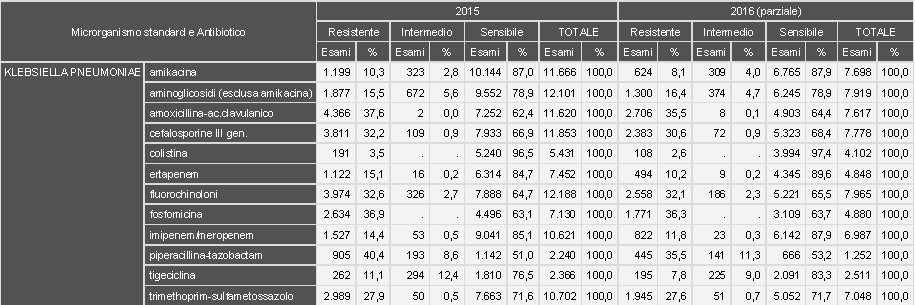 Microrganismo standard e Antibiotico 2015 2016 (parziale)
Resistente Intermedio Sensibile TOTALE Resistente Intermedio Sensibile TOTALE
Esami % Esami % Esami % Esami % Esami % Esami % Esami % Esami %
KLEBSIELLA PNEUMONIAE amikacina 1.199 10,3 323 2,8 10.144 87,0 11.666 100,0 624 8,1 309 4,0 6.765 87,9 7.698 100,0
aminoglicosidi (esclusa amikacina) 1.877 15,5 672 5,6 9.552 78,9 12.101 100,0 1.300 16,4 374 4,7 6.245 78,9 7.919 100,0
amoxicillina-ac.clavulanico 4.366 37,6 2 0,0 7.252 62,4 11.620 100,0 2.706 35,5 8 0,1 4.903 64,4 7.617 100,0
cefalosporine III gen. 3.811 32,2 109 0,9 7.933 66,9 11.853 100,0 2.383 30,6 72 0,9 5.323 68,4 7.778 100,0
colistina 191 3,5 . . 5.240 96,5 5.431 100,0 108 2,6 . . 3.994 97,4 4.102 100,0
ertapenem 1.122 15,1 16 0,2 6.314 84,7 7.452 100,0 494 10,2 9 0,2 4.345 89,6 4.848 100,0
fluorochinoloni 3.974 32,6 326 2,7 7.888 64,7 12.188 100,0 2.558 32,1 186 2,3 5.221 65,5 7.965 100,0
fosfomicina 2.634 36,9 . . 4.496 63,1 7.130 100,0 1.771 36,3 . . 3.109 63,7 4.880 100,0
imipenem/meropenem 1.527 14,4 53 0,5 9.041 85,1 10.621 100,0 822 11,8 23 0,3 6.142 87,9 6.987 100,0
piperacillina-tazobactam 905 40,4 193 8,6 1.142 51,0 2.240 100,0 445 35,5 141 11,3 666 53,2 1.252 100,0
tigeciclina 262 11,1 294 12,4 1.810 76,5 2.366 100,0 195 7,8 225 9,0 2.091 83,3 2.511 100,0
trimethoprim-sulfametossazolo 2.989 27,9 50 0,5 7.663 71,6 10.702 100,0 1.945 27,6 51 0,7 5.052 71,7 7.048 100,0